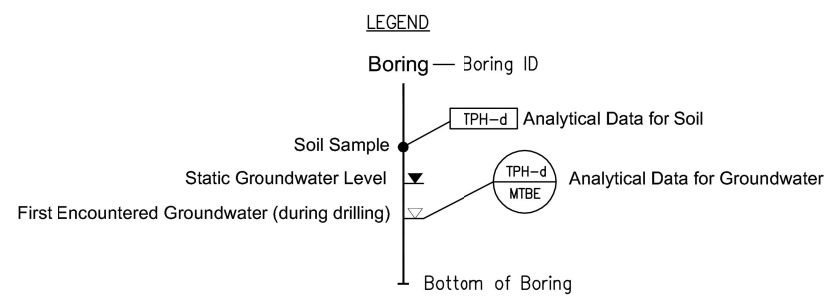 LEGEND
Boring — Boring ID
TPH-d Analytical Data for Soil
Soil Sample
Static Groundwater Level
TPH-d
MTBE
Analytical Data for Groundwater
First Encountered Groundwater (during drilling)
Bottom of Boring